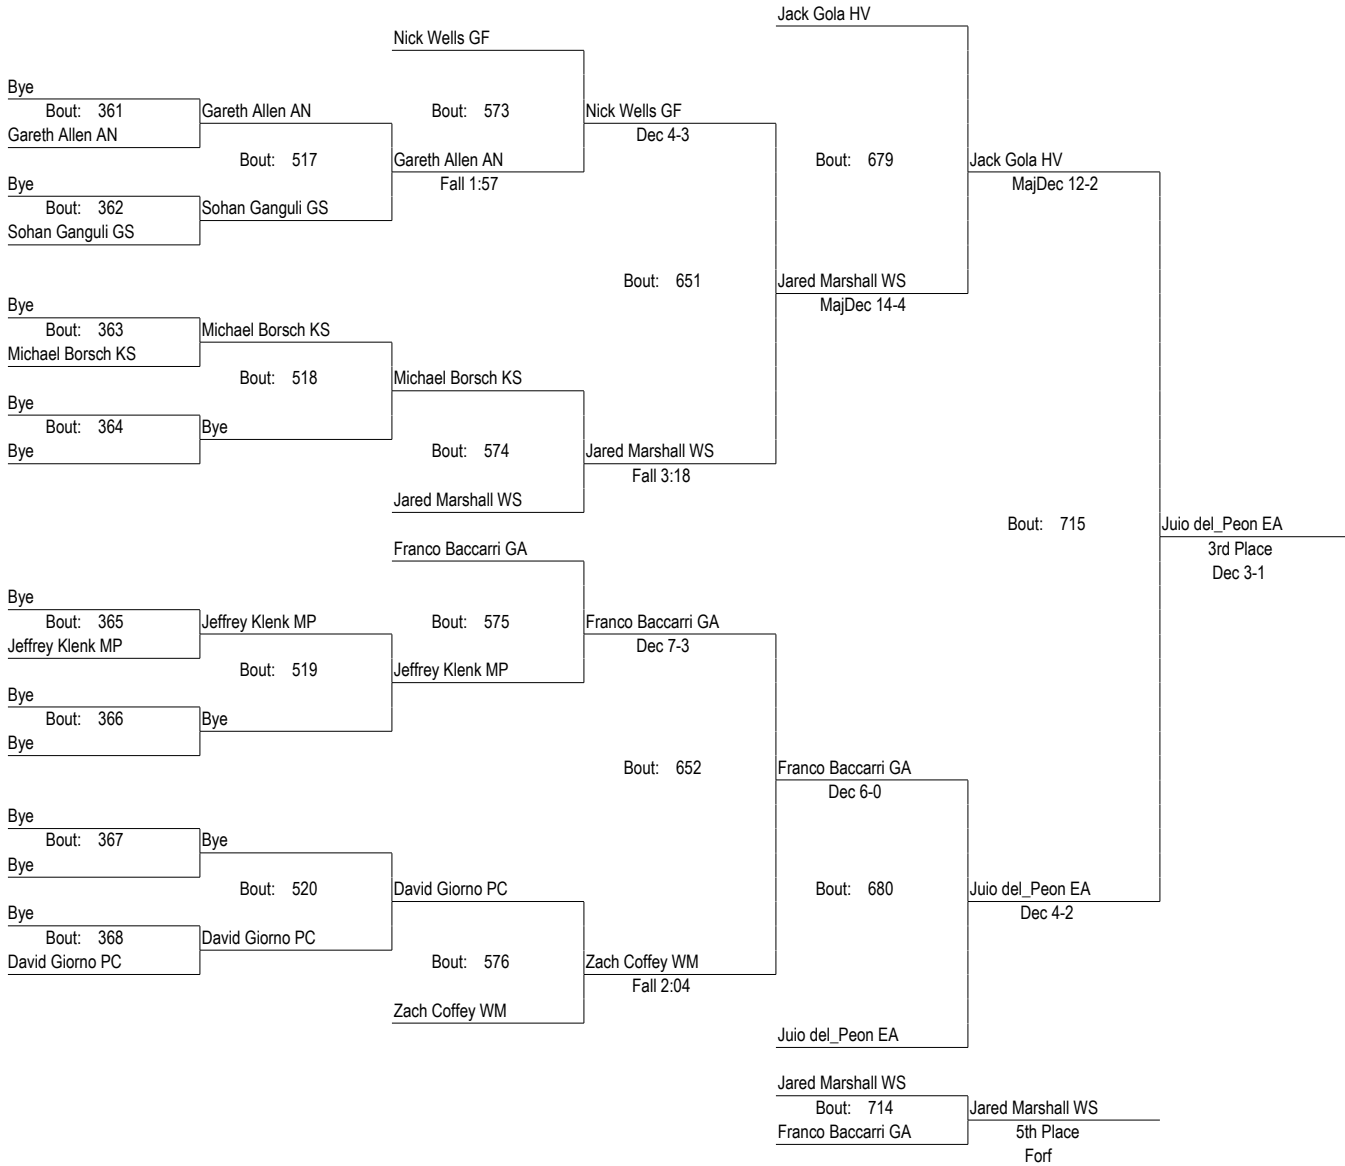 Jack Gola HV
Nick Wells GF
Bye
Bout: 361
Gareth Allen AN
Bout: 573
Nick Wells GF
Gareth Allen AN
Dec 4-3
Bout: 517
Gareth Allen AN
Bout: 679
Jack Gola HV
Bye
Fall 1:57
MajDec 12-2
Bout: 362
Sohan Ganguli GS
Sohan Ganguli GS
Bout: 651
Jared Marshall WS
Bye
MajDec 14-4
Bout: 363
Michael Borsch KS
Michael Borsch KS
Bout: 518
Michael Borsch KS
Bye
Bout: 364
Bye
Bye
Bout: 574
Jared Marshall WS
Fall 3:18
Jared Marshall WS
Bout: 715
Juio del_Peon EA
Franco Baccarri GA
3rd Place
Dec 3-1
Bye
Bout: 365
Jeffrey Klenk MP
Bout: 575
Franco Baccarri GA
Jeffrey Klenk MP
Dec 7-3
Bout: 519
Jeffrey Klenk MP
Bye
Bout: 366
Bye
Bye
Bout: 652
Franco Baccarri GA
Dec 6-0
Bye
Bout: 367
Bye
Bye
Bout: 520
David Giorno PC
Bout: 680
Juio del_Peon EA
Bye
Dec 4-2
Bout: 368
David Giorno PC
David Giorno PC
Bout: 576
Zach Coffey WM
Fall 2:04
Zach Coffey WM
Juio del_Peon EA
Jared Marshall WS
Bout: 714
Jared Marshall WS
Franco Baccarri GA
5th Place
Forf